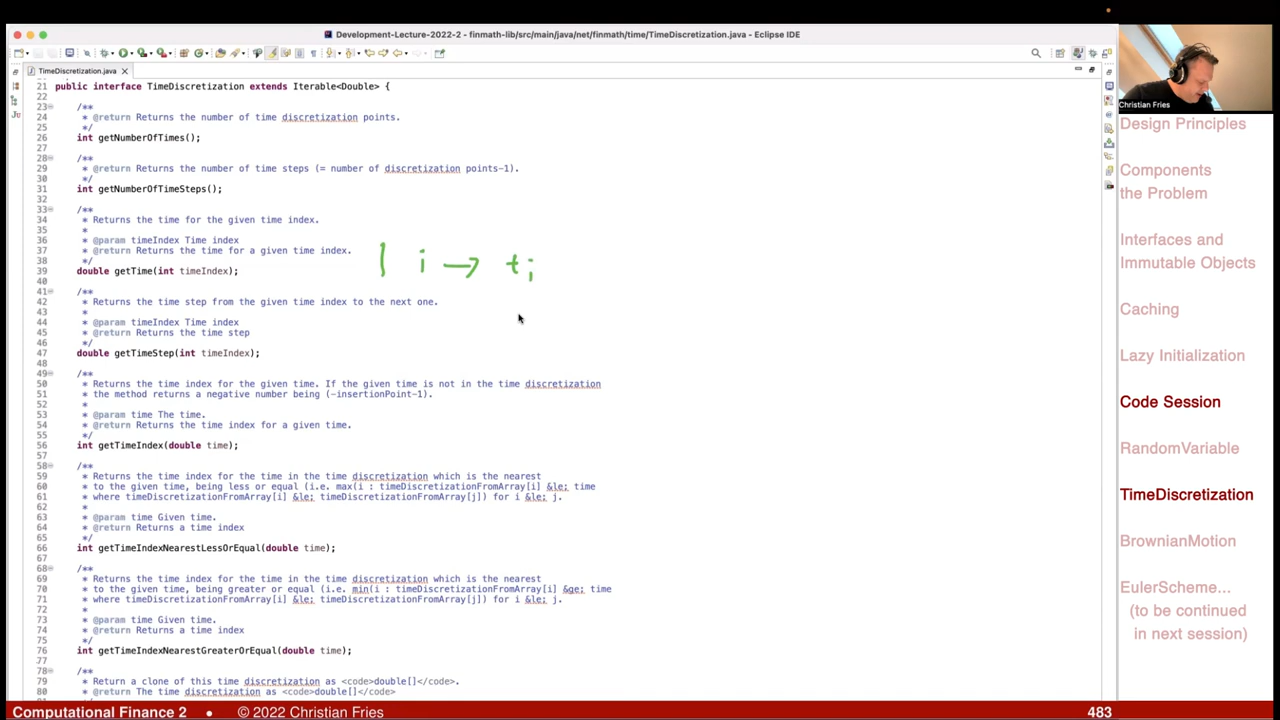 Development-Lecture-2022-2 - finmath-lib/src/main/java/net/finmath/time/TimeDiscretization.java - Eclipse IDE
TimeDiscretization.java
21 public interface TimeDiscretization extends Iterable<Double> {
22
23 /**
24 * @return Returns the number of time discretization points.
25 */
26 int getNumberOfTimes();
27
28 /**
29 * @return Returns the number of time steps (= number of discretization points-1).
30 */
31 int getNumberOfTimeSteps();
32
33 /**
34 * Returns the time for the given time index.
35 *
36 * @param timeIndex Time index
37 * @return Returns the time for a given time index.
38 */
39 double getTime(int timeIndex);
i → ti
40
41 /**
42 * Returns the time step from the given time index to the next one.
43 *
44 * @param timeIndex Time index
45 * @return Returns the time step
46 */
47 double getTimeStep(int timeIndex);
48
49 /**
50 * Returns the time index for the given time. If the given time is not in the time discretization
51 * the method returns a negative number being (-insertionPoint-1).
52 *
53 * @param time The time.
54 * @return Returns the time index for a given time.
55 */
56 int getTimeIndex(double time);
57
58 /**
59 * Returns the time index for the time in the time discretization which is the nearest
60 * to the given time, being less or equal (i.e. max(i : timeDiscretizationFromArray[i] &le; time
61 * where timeDiscretizationFromArray[i] &le; timeDiscretizationFromArray[j]) for i &le; j.
62 *
63 * @param time Given time.
64 * @return Returns a time index
65 */
66 int getTimeIndexNearestLessOrEqual(double time);
67
68 /**
69 * Returns the time index for the time in the time discretization which is the nearest
70 * to the given time, being greater or equal (i.e. min(i : timeDiscretizationFromArray[i] &ge; time
71 * where timeDiscretizationFromArray[i] &le; timeDiscretizationFromArray[j]) for i &le; j.
72 *
73 * @param time Given time.
74 * @return Returns a time index
75 */
76 int getTimeIndexNearestGreaterOrEqual(double time);
77
78 /**
79 * Return a clone of this time discretization as <code>double[]</code>.
80 * @return The time discretization as <code>double[]</code>
Christian Fries
Design Principles
Components
the Problem
Interfaces and
Immutable Objects
Caching
Lazy Initialization
Code Session
RandomVariable
TimeDiscretization
BrownianMotion
EulerScheme...
(to be continued
in next session)
Computational Finance 2 • © 2022 Christian Fries 483